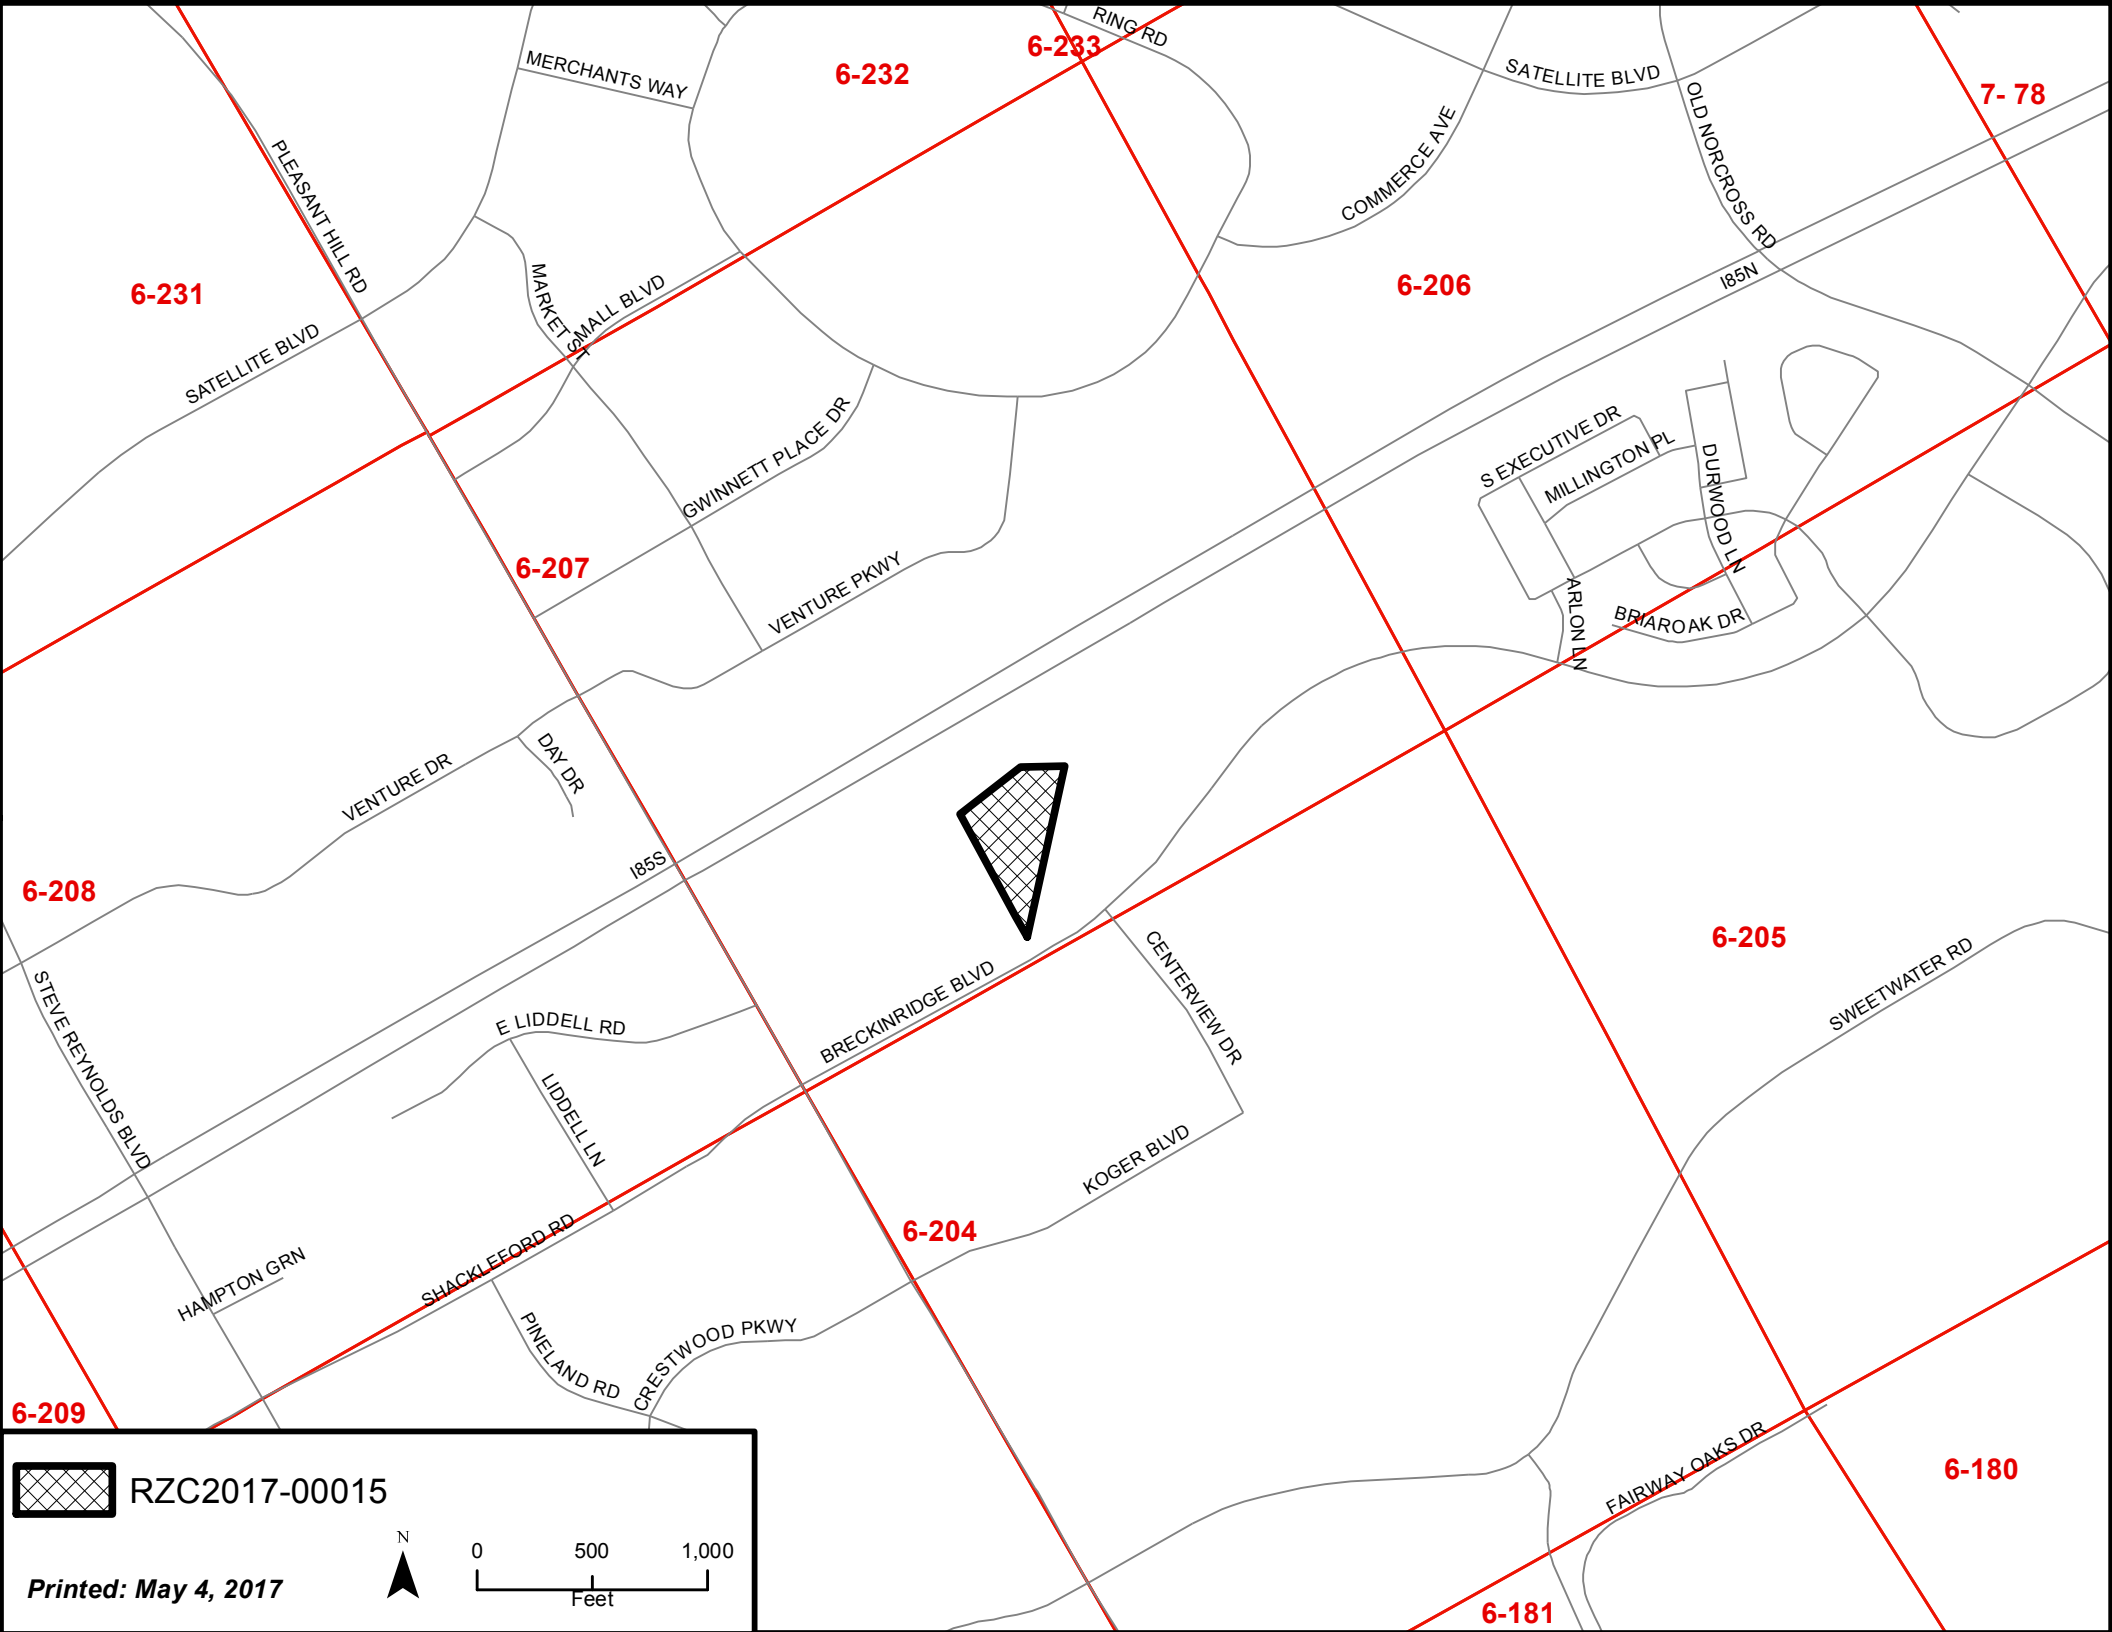 RING RD
6-233
6-232
MERCHANTS WAY
SATELLITE BLVD
7- 78
OLD NORCROSS RD
COMMERCE AVE
PLEASANT HILL RD
I85N
6-206
6-231
MARKET ST
MALL BLVD
SATELLITE BLVD
GWINNETT PLACE DR
S EXECUTIVE DR
MILLINGTON PL
DURWOOD LN
6-207
VENTURE PKWY
ARLON LN
BRIAROAK DR
DAY DR
VENTURE DR
I85S
6-208
6-205
CENTERVIEW DR
SWEETWATER RD
BRECKINRIDGE BLVD
STEVE REYNOLDS BLVD
E LIDDELL RD
LIDDELL LN
KOGER BLVD
6-204
SHACKLEFORD RD
HAMPTON GRN
PINELAND RD
CRESTWOOD PKWY
6-209
FAIRWAY OAKS DR
6-180
6-181
RZC2017-00015
N
0 500 1,000
Feet
Printed: May 4, 2017